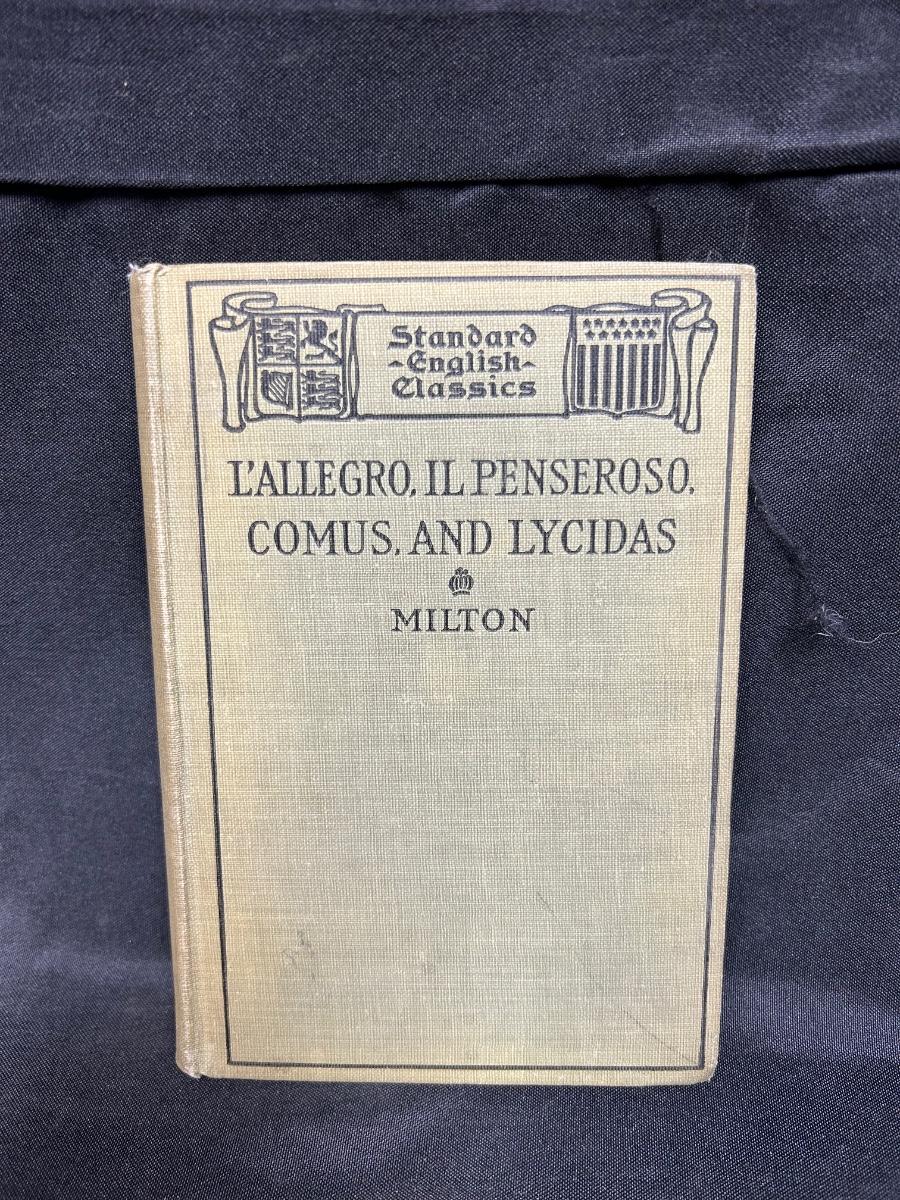 Standard
-English-
Classics
L'ALLEGRO, IL PENSEROSO,
COMUS, AND LYCIDAS
MILTON